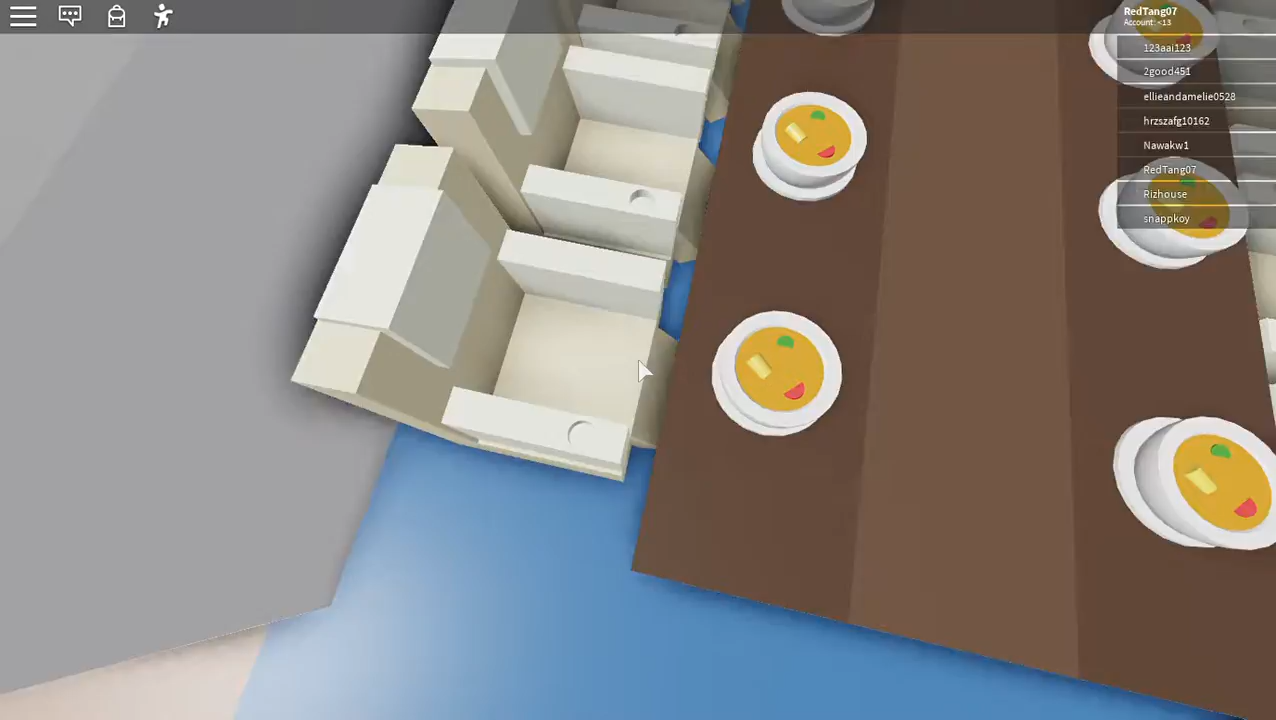 RedTang07
Account: <13
123aai123
2good451
ellieandamelie0528
hrzszafg10162
Nawakw1
RedTang07
Rizhouse
snappkoy